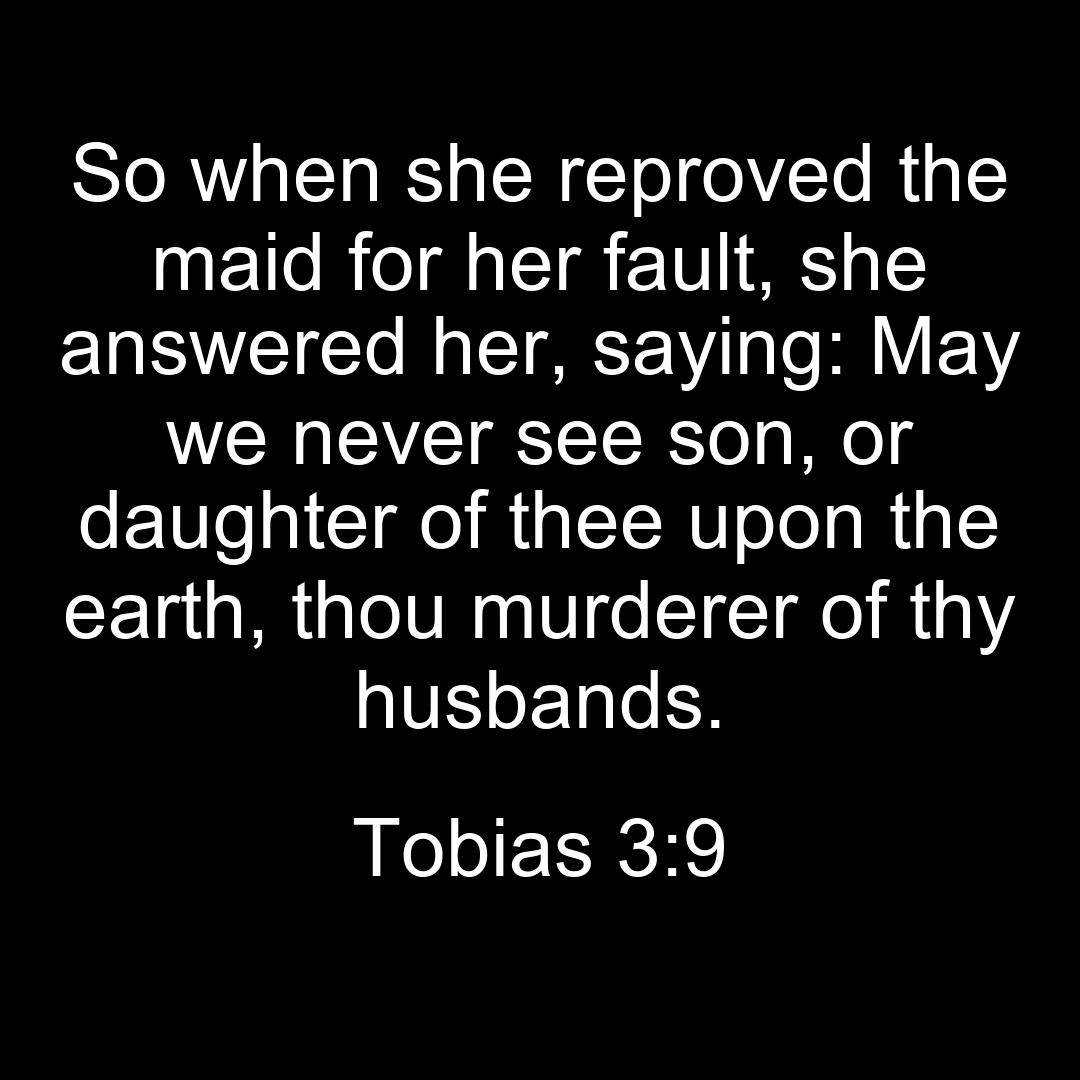 So when she reproved the
maid for her fault, she
answered her, saying: May
we never see son, or
daughter of thee upon the
earth, thou murderer of thy
husbands.
Tobias 3:9